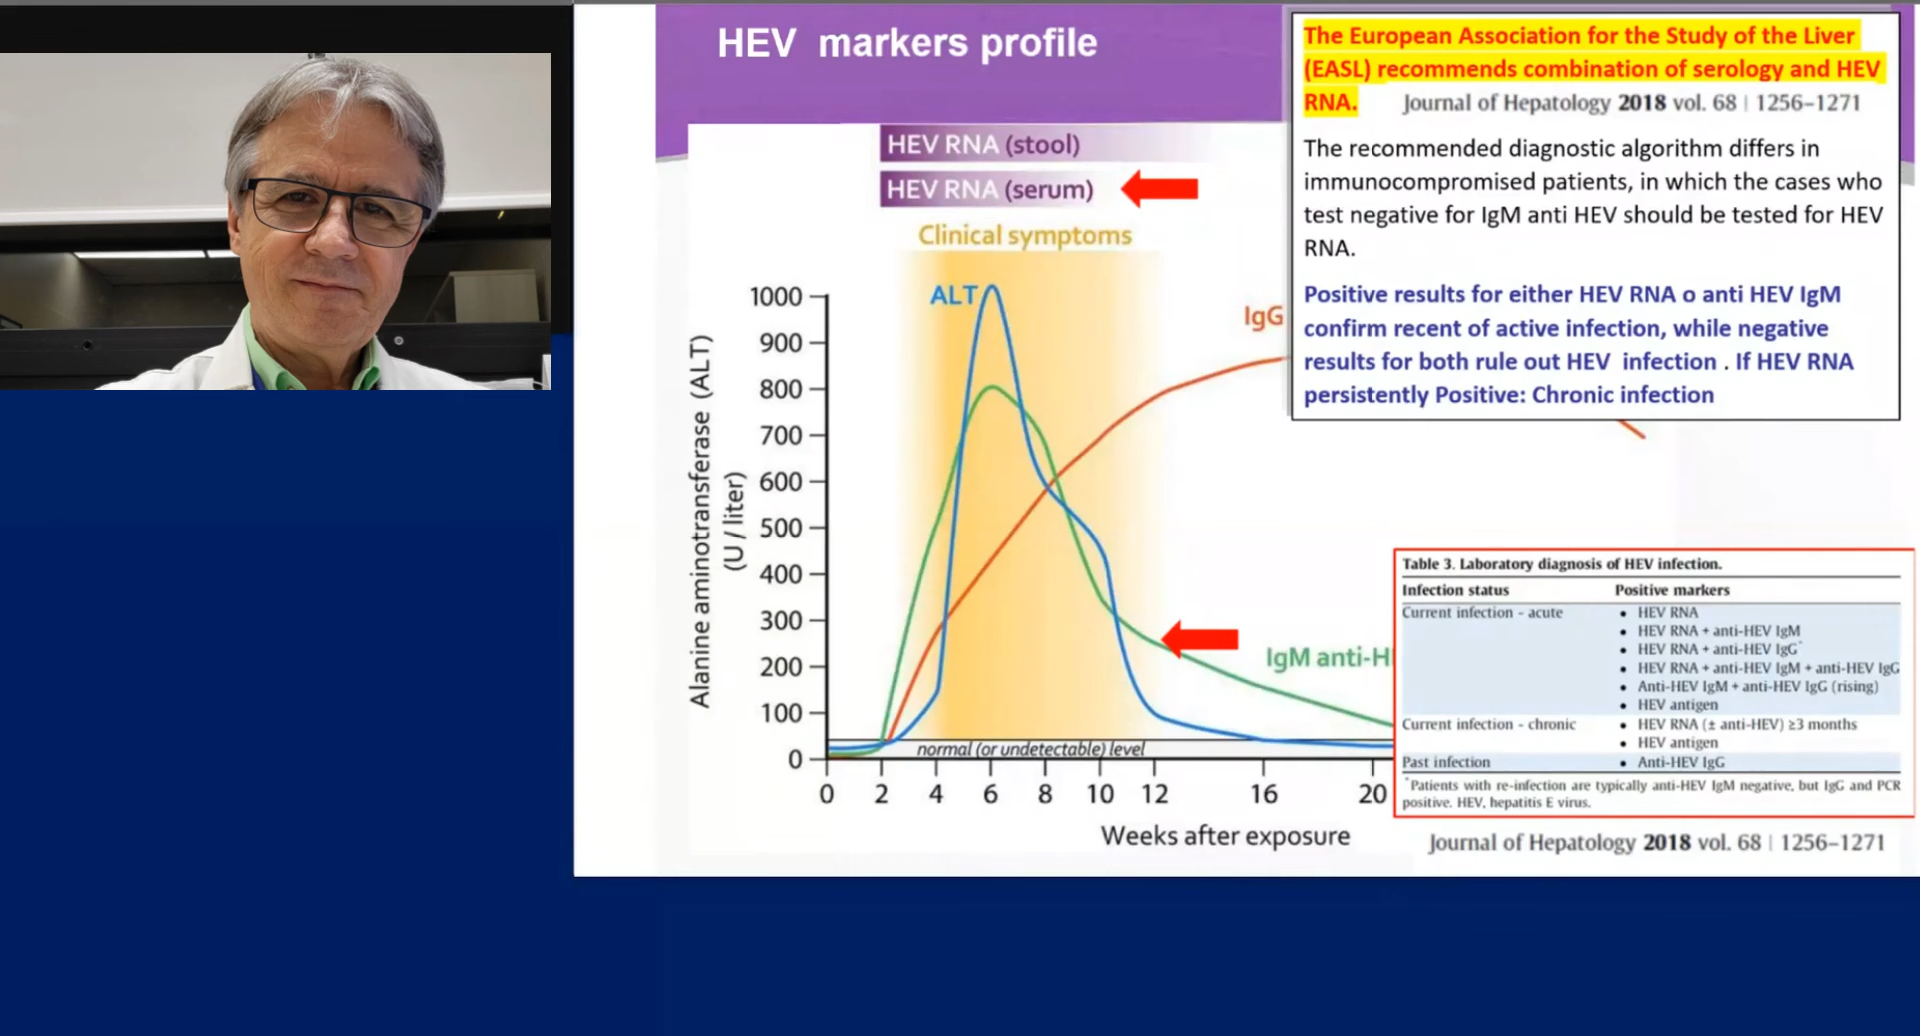 HEV markers profile
The European Association for the Study of the Liver
(EASL) recommends combination of serology and HEV
RNA. Journal of Hepatology 2018 vol. 68 | 1256–1271
The recommended diagnostic algorithm differs in
immunocompromised patients, in which the cases who
test negative for IgM anti HEV should be tested for HEV
RNA.
Positive results for either HEV RNA o anti HEV IgM
confirm recent of active infection, while negative
results for both rule out HEV infection . If HEV RNA
persistently Positive: Chronic infection
HEV RNA (stool)
HEV RNA (serum)
Clinical symptoms
ALT
IgG
IgM anti-H
Alanine aminotransferase (ALT)
(U / liter)
1000
900
800
700
600
500
400
300
200
100
0
normal (or undetectable) level
0 2 4 6 8 10 12 16 20
Weeks after exposure
Table 3. Laboratory diagnosis of HEV infection.
Infection status Positive markers
Current infection - acute • HEV RNA
• HEV RNA + anti-HEV IgM
• HEV RNA + anti-HEV IgG*
• HEV RNA + anti-HEV IgM + anti-HEV IgG
• Anti-HEV IgM + anti-HEV IgG (rising)
• HEV antigen
Current infection - chronic • HEV RNA (± anti-HEV) ≥3 months
• HEV antigen
Past infection • Anti-HEV IgG
*Patients with re-infection are typically anti-HEV IgM negative, but IgG and PCR
positive. HEV, hepatitis E virus.
Journal of Hepatology 2018 vol. 68 | 1256–1271